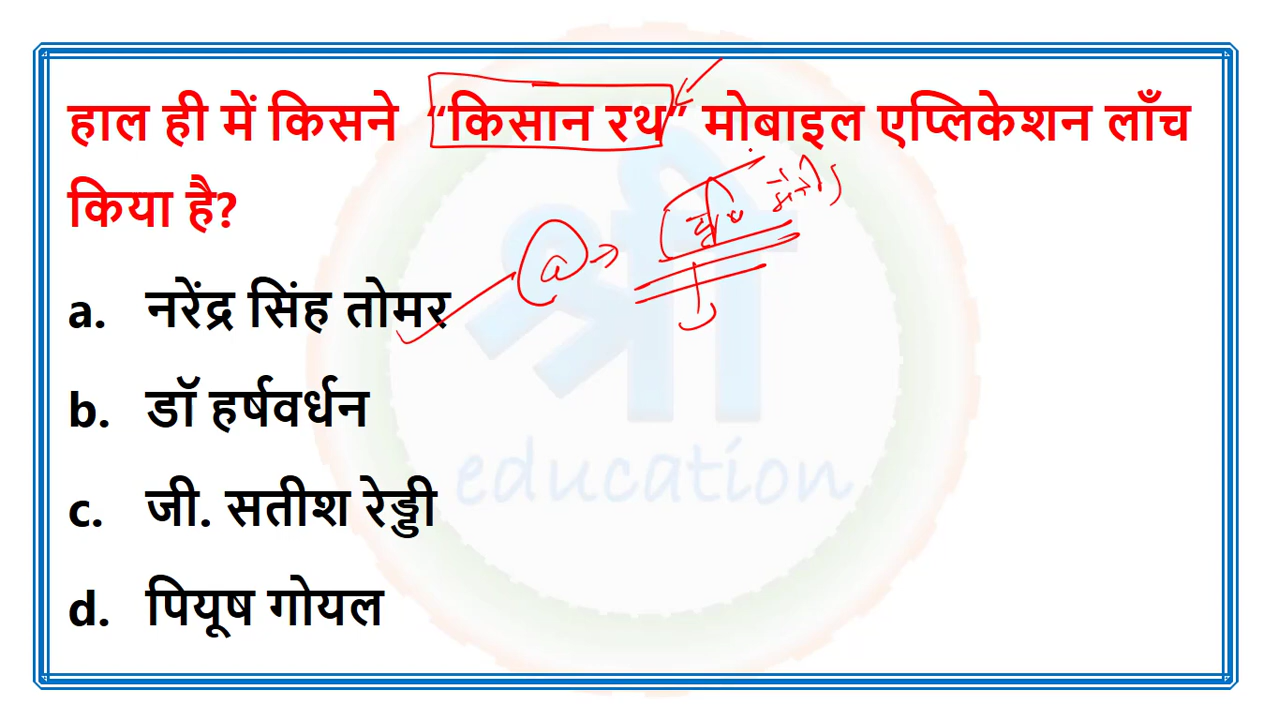 हाल ही में किसने “किसान रथ” मोबाइल एप्लिकेशन लाँच
किया है?
a
a. नरेंद्र सिंह तोमर
b. डॉ हर्षवर्धन
c. जी. सतीश रेड्डी
d. पियूष गोयल
श्री
education